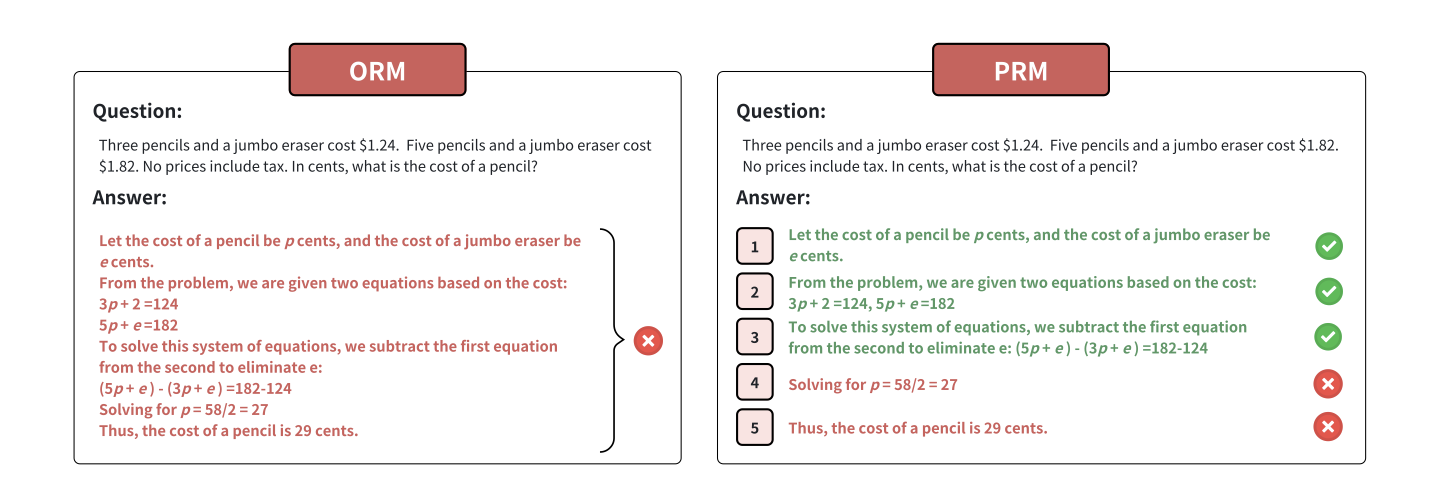 ORM
Question:
Three pencils and a jumbo eraser cost $1.24. Five pencils and a jumbo eraser cost
$1.82. No prices include tax. In cents, what is the cost of a pencil?
Answer:
Let the cost of a pencil be p cents, and the cost of a jumbo eraser be
e cents.
From the problem, we are given two equations based on the cost:
3p + 2 =124
5p + e =182
To solve this system of equations, we subtract the first equation
from the second to eliminate e:
(5p + e ) - (3p + e ) =182-124
Solving for p = 58/2 = 27
Thus, the cost of a pencil is 29 cents.
PRM
Question:
Three pencils and a jumbo eraser cost $1.24. Five pencils and a jumbo eraser cost $1.82.
No prices include tax. In cents, what is the cost of a pencil?
Answer:
1
Let the cost of a pencil be p cents, and the cost of a jumbo eraser be
e cents.
2
From the problem, we are given two equations based on the cost:
3p + 2 =124, 5p + e =182
3
To solve this system of equations, we subtract the first equation
from the second to eliminate e: (5p + e ) - (3p + e ) =182-124
4
Solving for p = 58/2 = 27
5
Thus, the cost of a pencil is 29 cents.